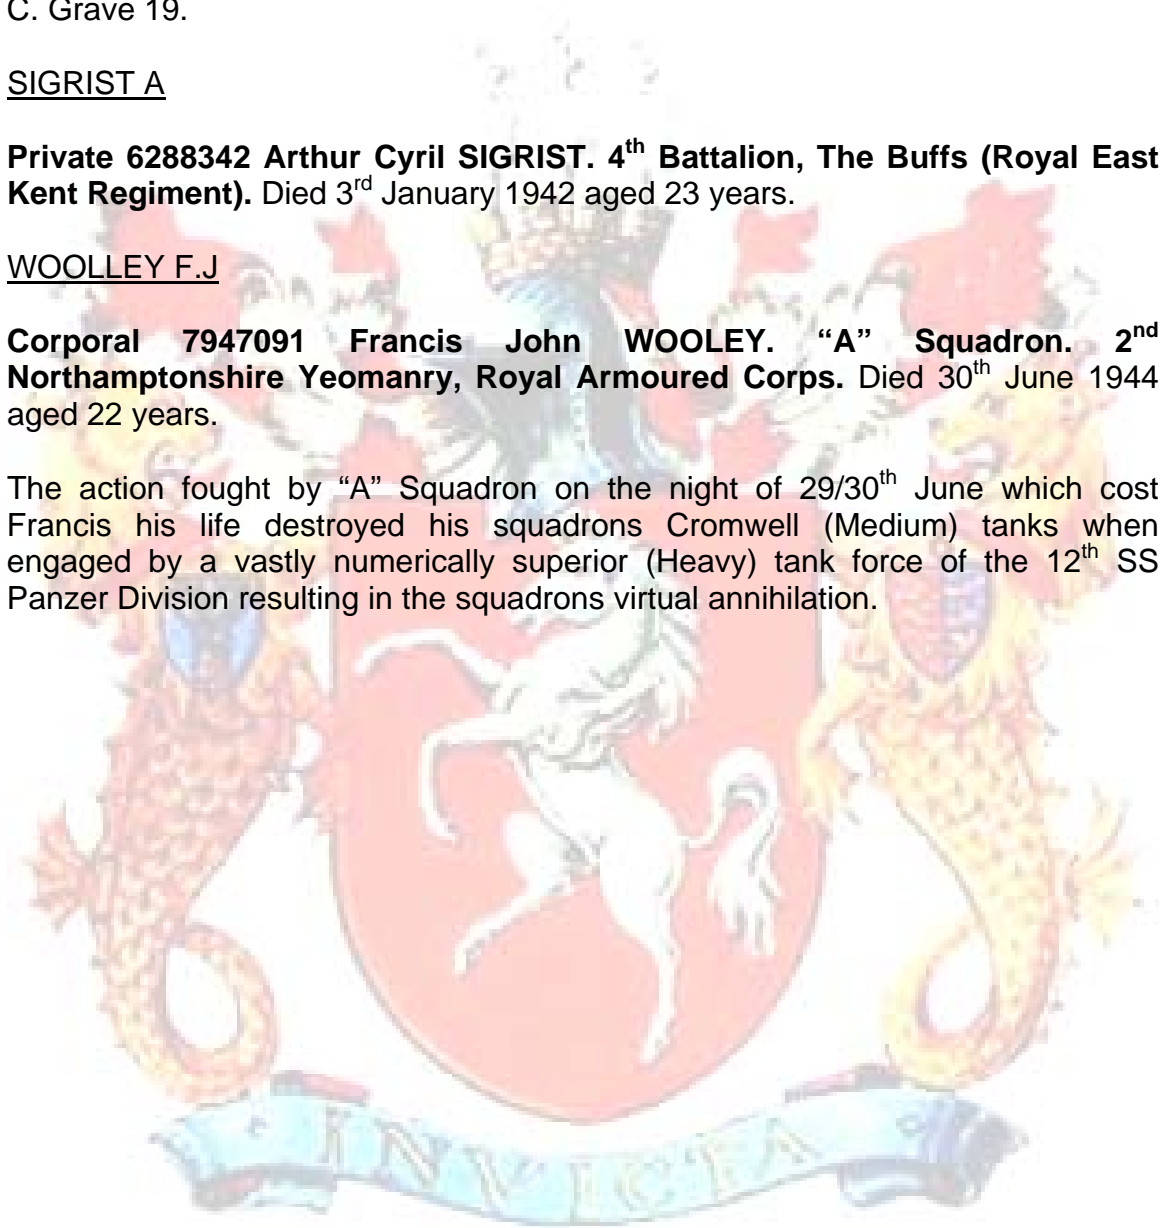 C. Grave 19.
SIGRIST A
Private 6288342 Arthur Cyril SIGRIST. 4th Battalion, The Buffs (Royal East
Kent Regiment). Died 3rd January 1942 aged 23 years.
WOOLLEY F.J
Corporal 7947091 Francis John WOOLEY. “A” Squadron. 2nd
Northamptonshire Yeomanry, Royal Armoured Corps. Died 30th June 1944
aged 22 years.
The action fought by “A” Squadron on the night of 29/30th June which cost
Francis his life destroyed his squadrons Cromwell (Medium) tanks when
engaged by a vastly numerically superior (Heavy) tank force of the 12th SS
Panzer Division resulting in the squadrons virtual annihilation.
INVICTA